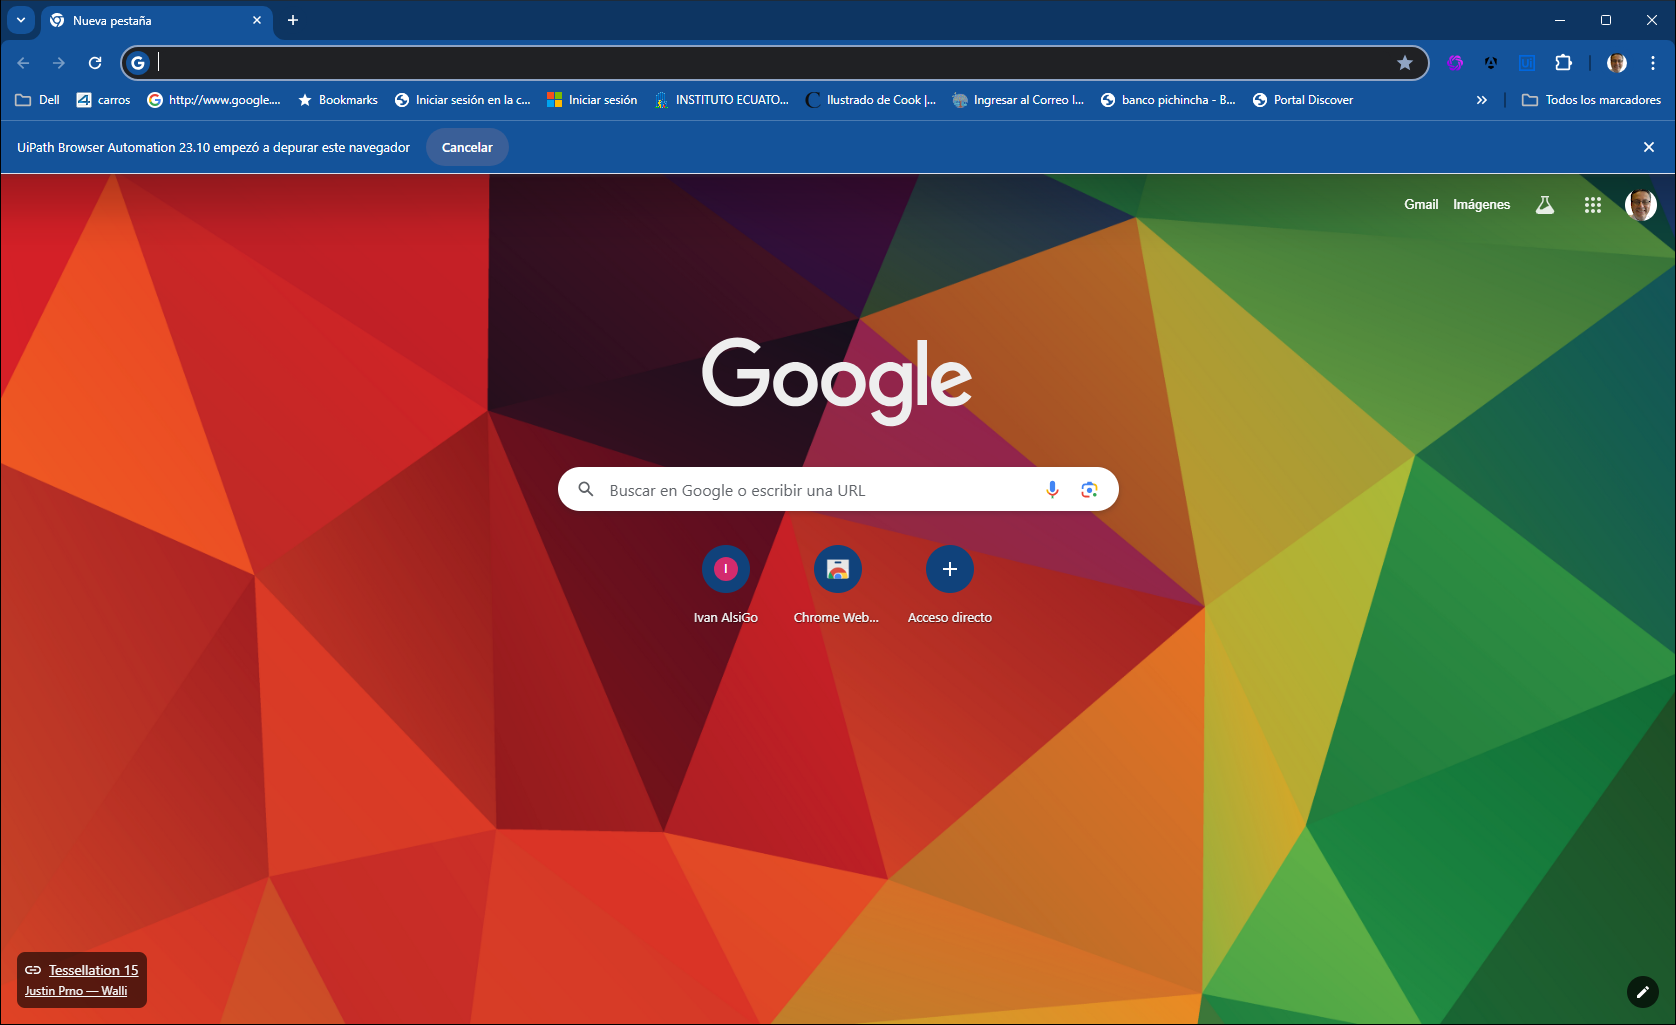 Nueva pestaña
Dell
carros
http://www.google....
Bookmarks
Iniciar sesión en la c...
Iniciar sesión
INSTITUTO ECUATO...
Ilustrado de Cook |...
Ingresar al Correo I...
banco pichincha - B...
Portal Discover
Todos los marcadores
UiPath Browser Automation 23.10 empezó a depurar este navegador
Cancelar
Gmail
Imágenes
Google
Buscar en Google o escribir una URL
I
Ivan AlsiGo
Chrome Web...
Acceso directo
Tessellation 15
Justin Prno — Walli